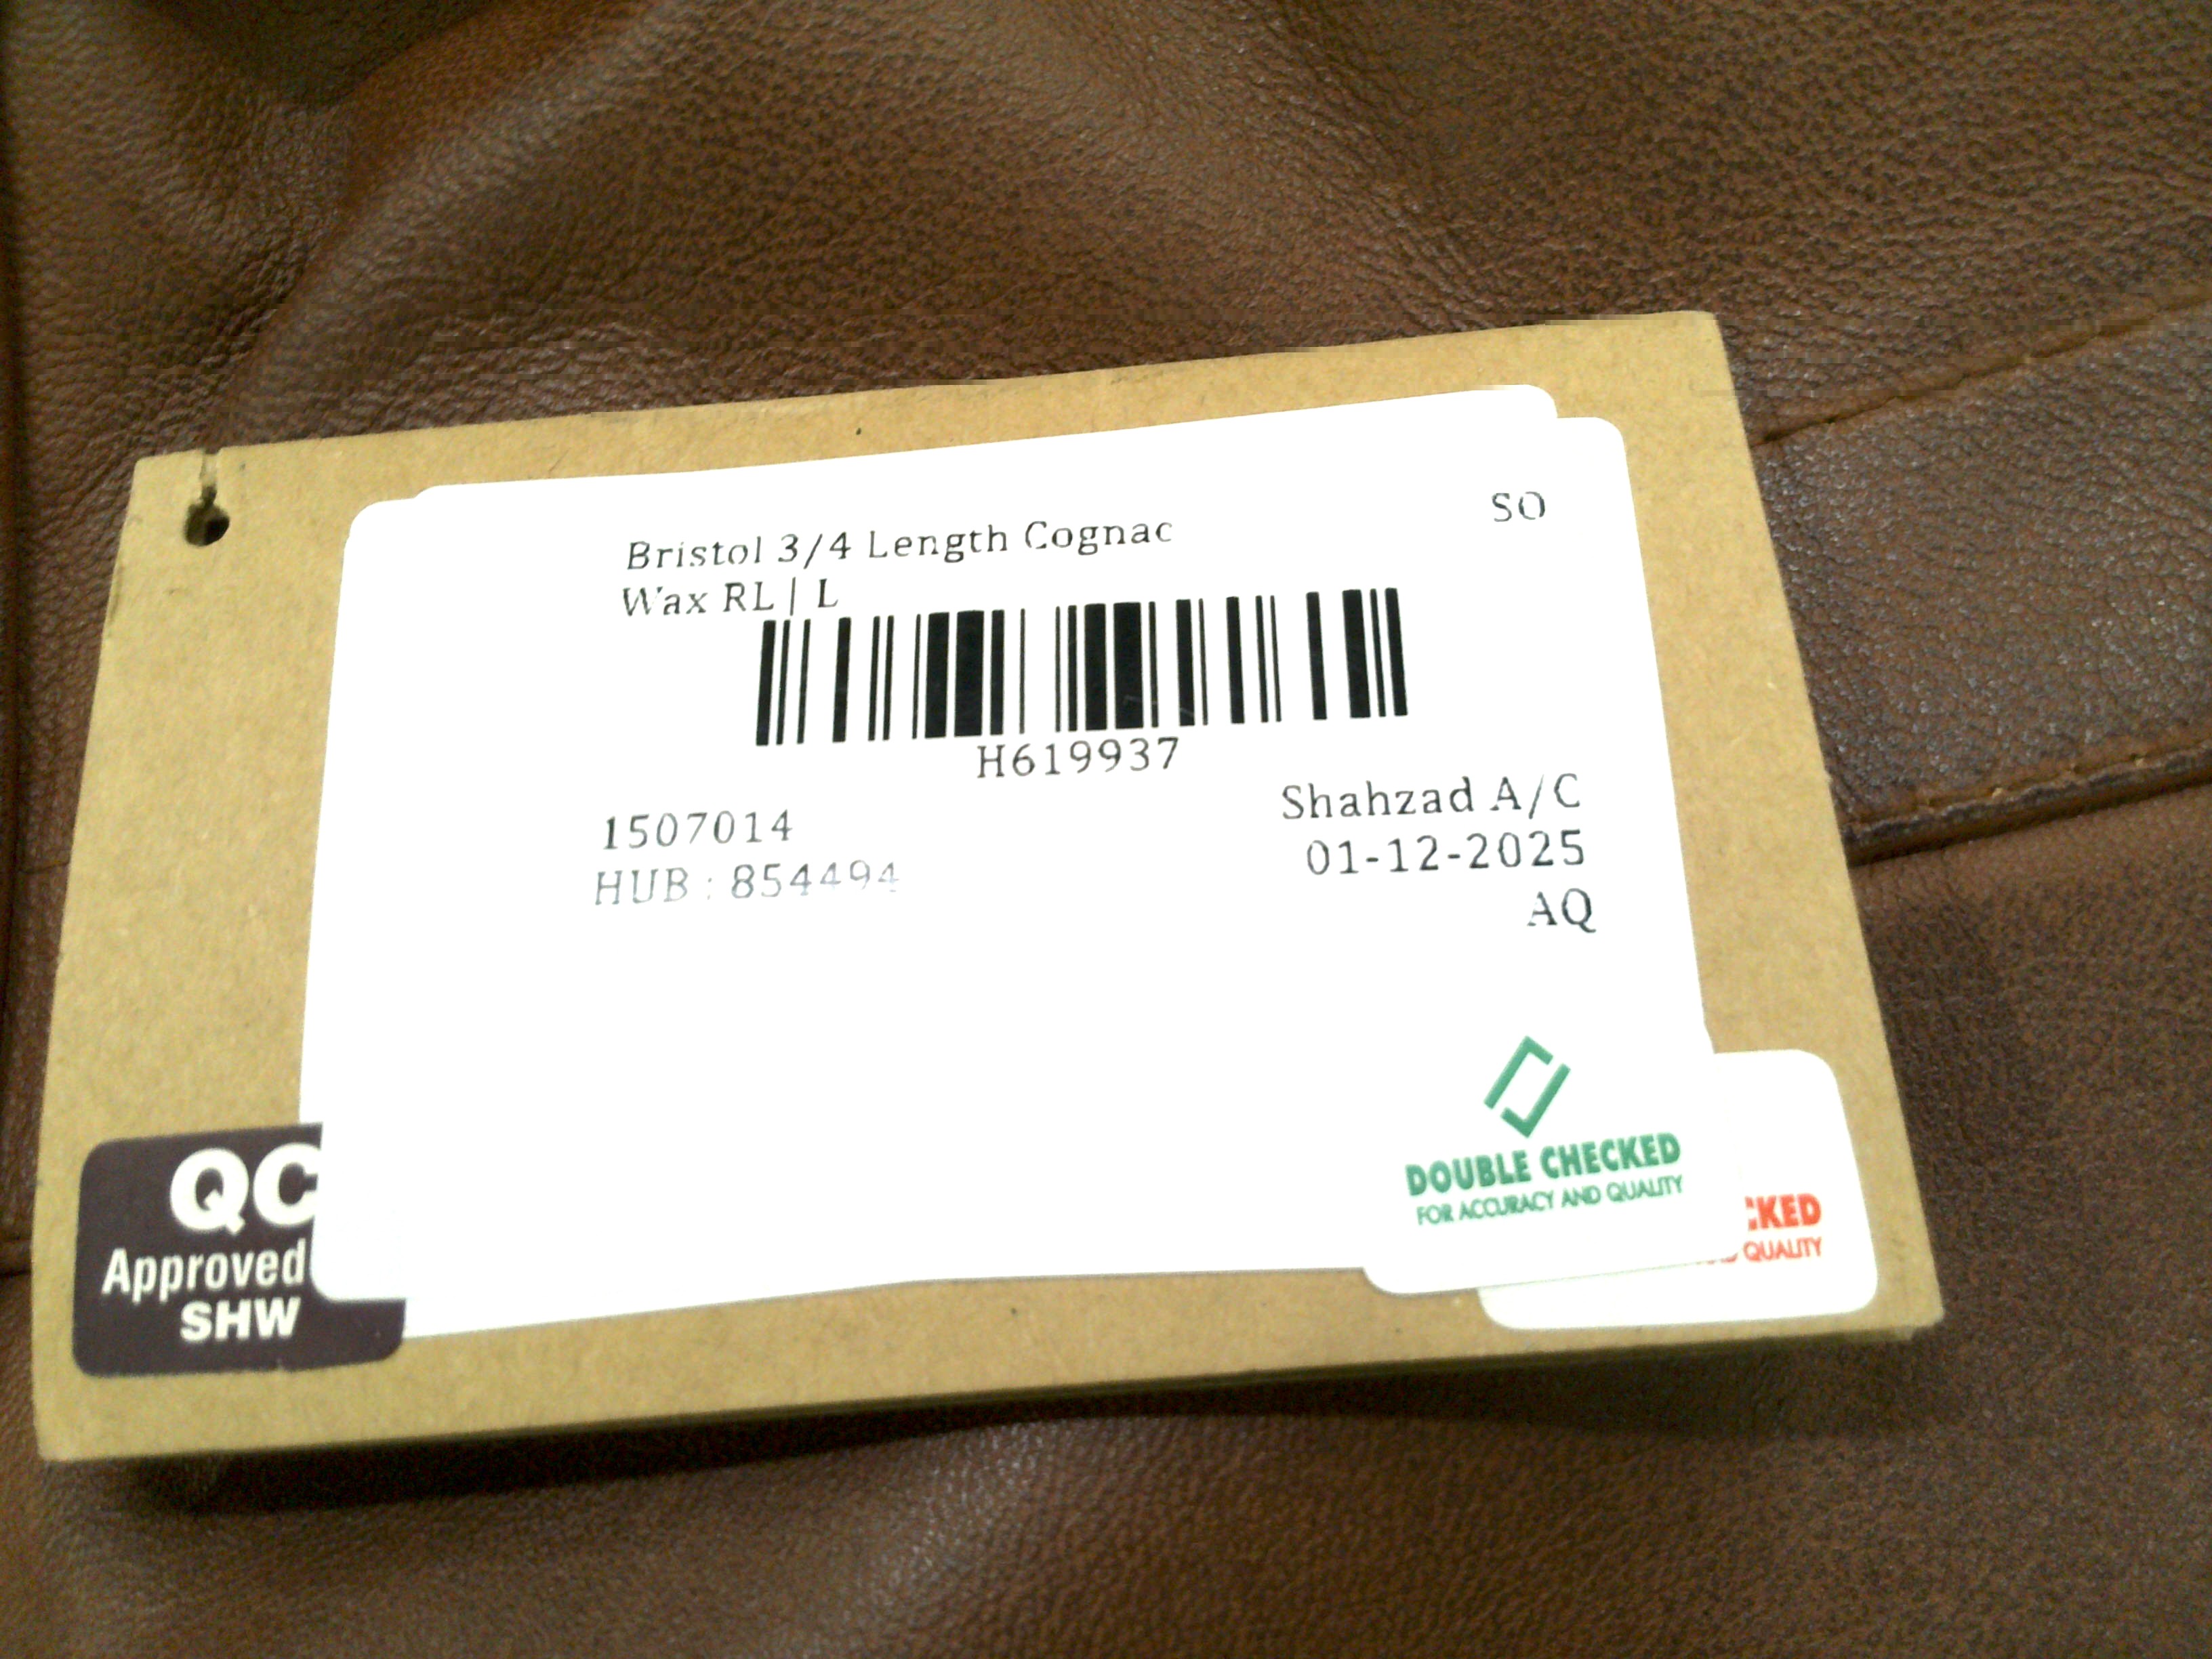 SO
Bristol 3/4 Length Cognac
Wax RL | L
H619937
1507014
HUB : 854494
Shahzad A/C
01-12-2025
AQ
QC
Approved
SHW
DOUBLE CHECKED
FOR ACCURACY AND QUALITY
CKED
QUALITY